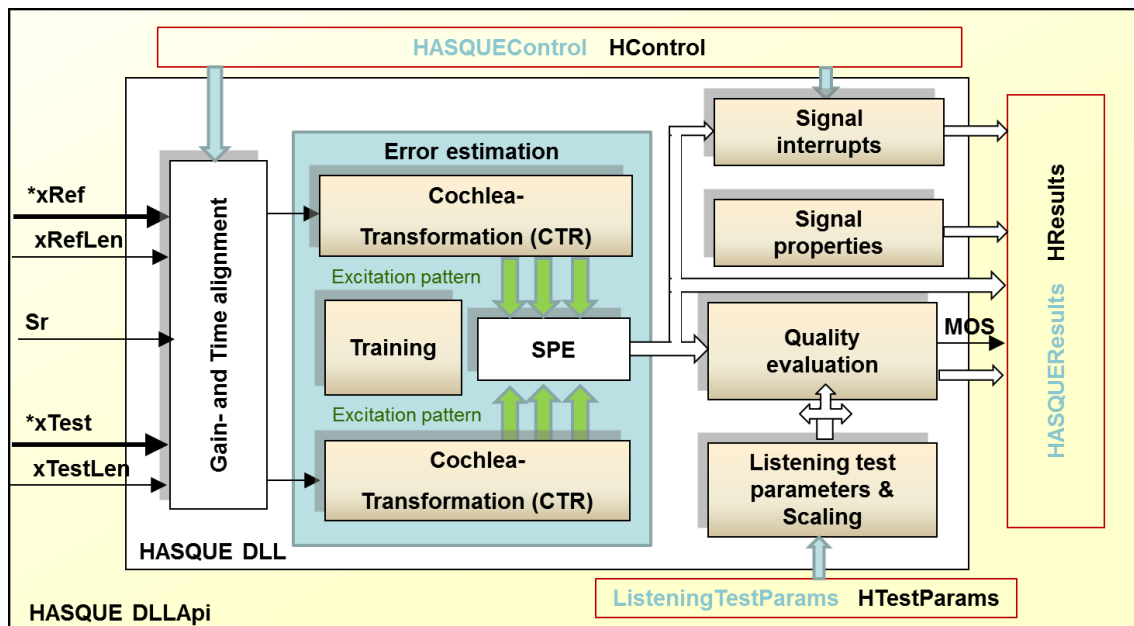 HASQUEControl HControl
Error estimation
Signal
interrupts
*xRef
xRefLen
Sr
*xTest
xTestLen
Gain- and Time alignment
Cochlea-
Transformation (CTR)
Excitation pattern
Training
SPE
Excitation pattern
Cochlea-
Transformation (CTR)
Signal
properties
Quality
evaluation
MOS
Listening test
parameters &
Scaling
HASQUEResults HResults
HASQUE DLL
ListeningTestParams HTestParams
HASQUE DLLApi